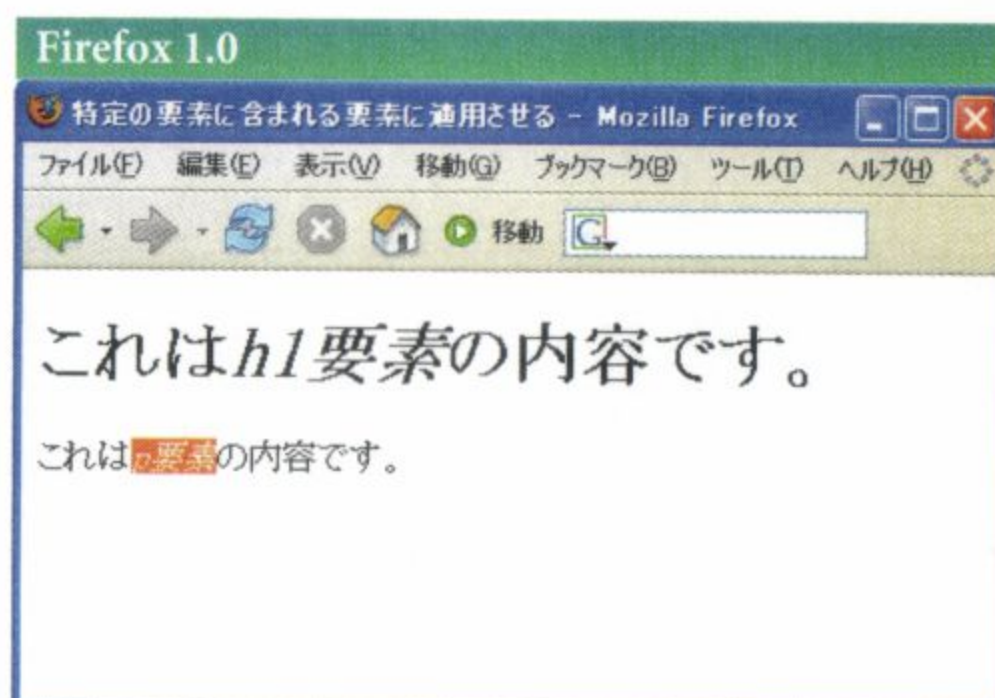 Firefox 1.0
特定の要素に含まれる要素に適用させる - Mozilla Firefox
ファイル(F) 編集(E) 表示(V) 移動(G) ブックマーク(B) ツール(T) ヘルプ(H)
移動 G
これはh1要素の内容です。
これはp要素の内容です。